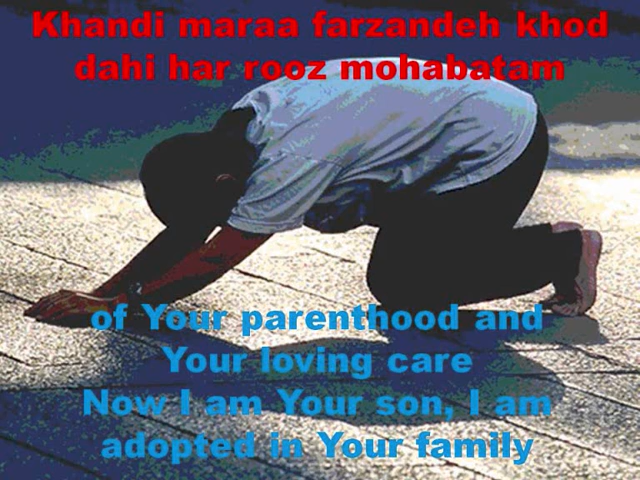 Khandi maraa farzandeh khod
dahi har rooz mohabatam
of Your parenthood and
Your loving care
Now I am Your son, I am
adopted in Your family